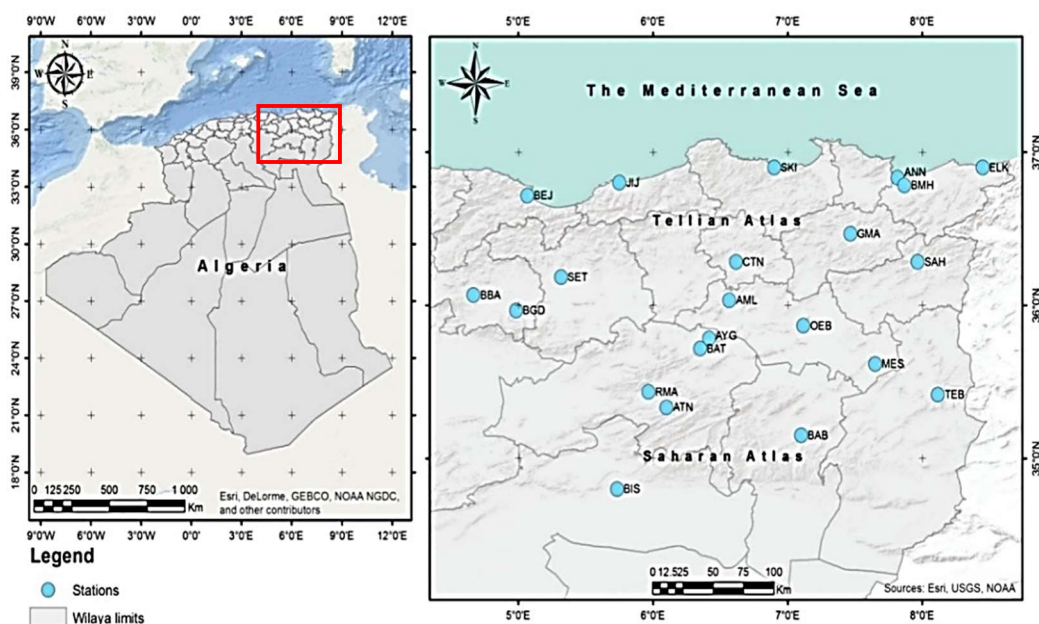 9°0'W 6°0'W 3°0'W 0°0'E 3°0'E 6°0'E 9°0'E 12°0'E
39°0'N
36°0'N
33°0'N
30°0'N
27°0'N
24°0'N
21°0'N
18°0'N
N
W E
S
Algeria
0 125250 500 750 1 000
Km
Esri, DeLorme, GEBCO, NOAA NGDC,
and other contributors
9°0'W 6°0'W 3°0'W 0°0'E 3°0'E 6°0'E 9°0'E 12°0'E
Legend
Stations
Wilaya limits
5°0'E 6°0'E 7°0'E 8°0'E
N
W E
S
The Mediterranean Sea
37°0'N
36°0'N
35°0'N
SKI
ANN
ELK
JIJ
BMH
BEJ
Tellian Atlas
GMA
CTN
SAH
SET
BBA
AML
BGD
OEB
AYG
BAT
MES
RMA
TEB
ATN
BAB
Saharan Atlas
BIS
0 12.525 50 75 100
Km
Sources: Esri, USGS, NOAA
5°0'E 6°0'E 7°0'E 8°0'E